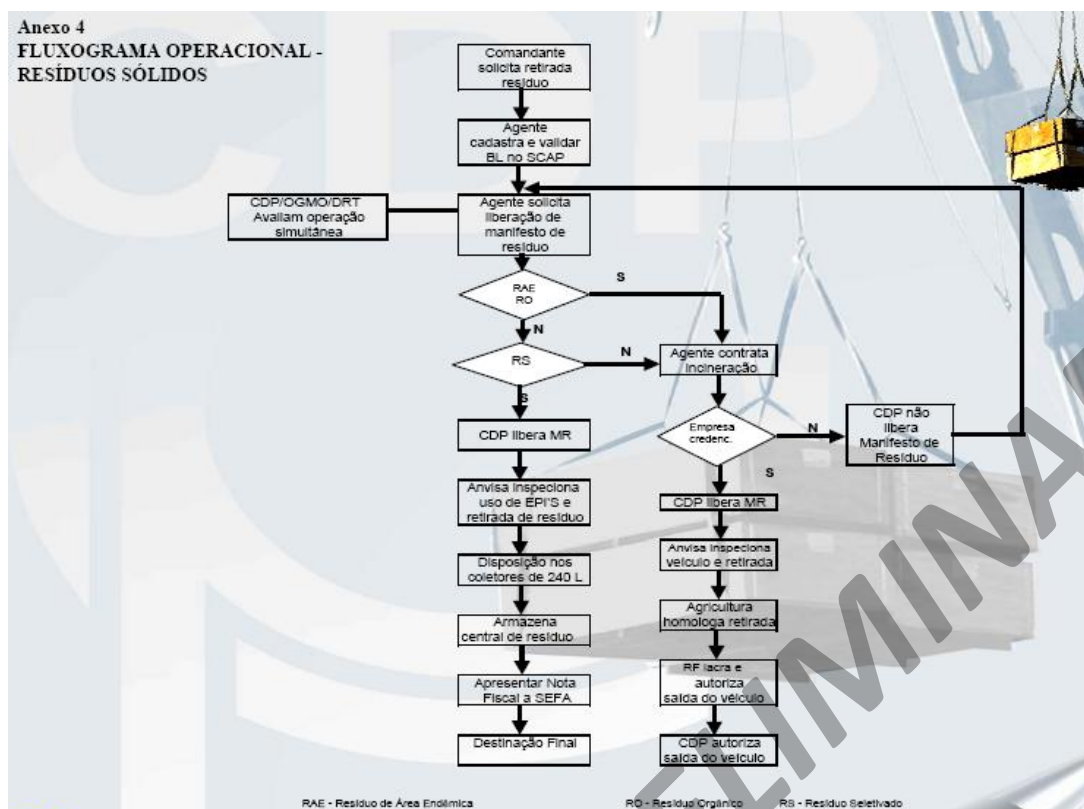 Anexo 4
FLUXOGRAMA OPERACIONAL -
RESÍDUOS SÓLIDOS
Comandante
solicita retirada
resíduo
Agente
cadastra e validar
BL no SCAP
CDP/OGMO/DRT
Avaliam operação
simultânea
Agente solicita
liberação de
manifesto de
resíduo
RAE
RO
S
N
RS
N
S
Agente contrata
incineração
CDP libera MR
Empresa
credenc.
N
S
CDP não
libera
Manifesto de
Resíduo
Anvisa inspeciona
uso de EPI'S e
retirada de resíduo
CDP libera MR
Anvisa inspeciona
veículo e retirada
Disposição nos
coletores de 240 L
Agricultura
homologa retirada
Armazena
central de resíduo
RF lacra e
autoriza
saída do véiculo
Apresentar Nota
Fiscal a SEFA
Destinação Final
CDP autoriza
saída do veículo
RAE - Resíduo de Área Endêmica
RO - Resíduo Orgânico
RS - Resíduo Seletivado
CDP
ELIMINA